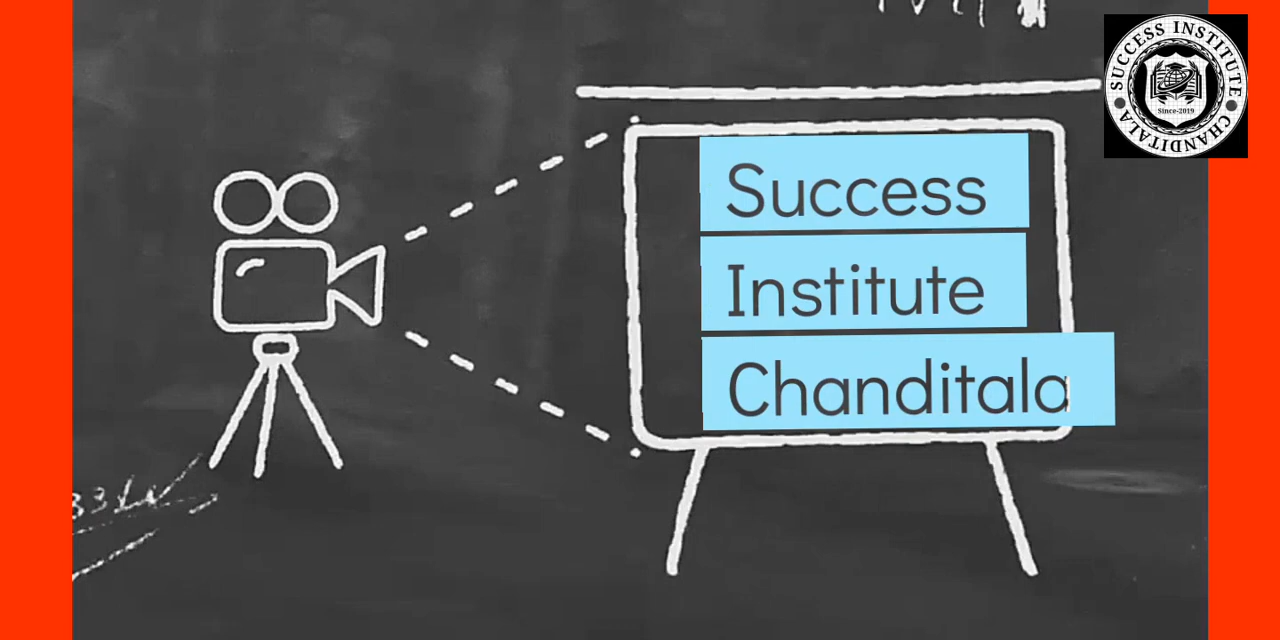 SUCCESS INSTITUTE
Since-2019
CHANDITALA
Success
Institute
Chanditala